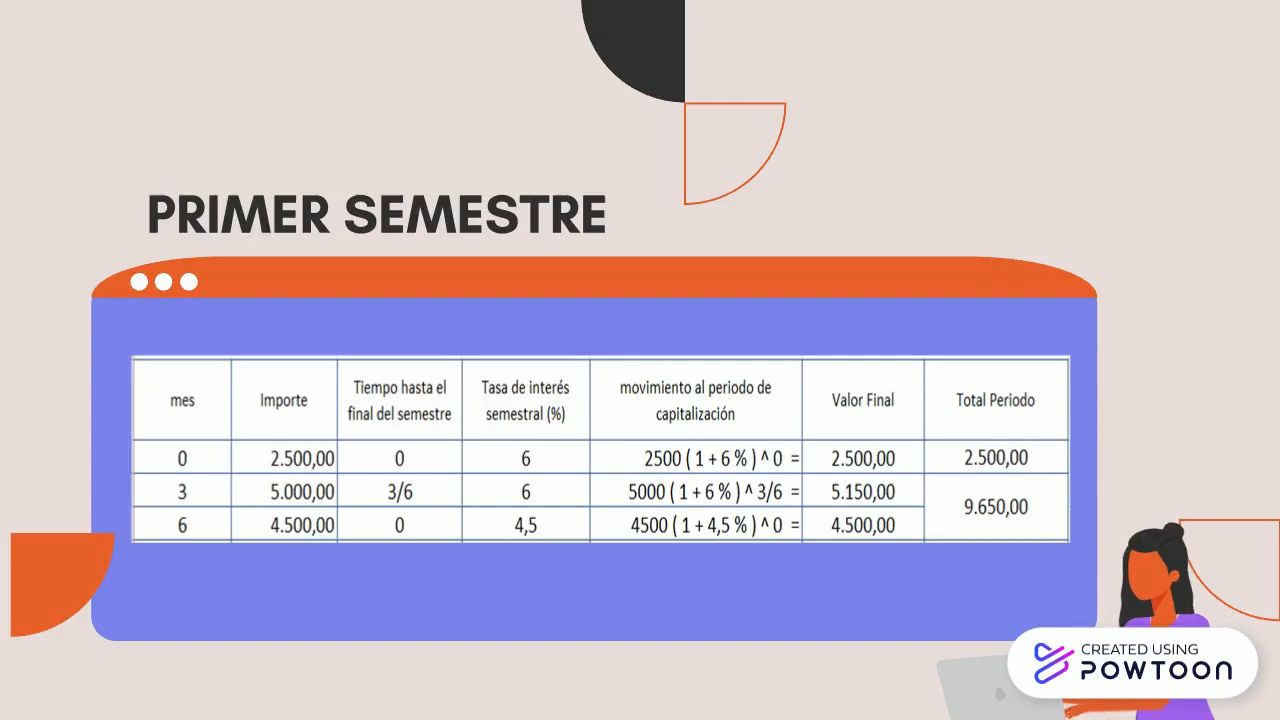 PRIMER SEMESTRE
mes Importe Tiempo hasta el final del semestre Tasa de interés semestral (%) movimiento al periodo de capitalización Valor Final Total Periodo
0 2.500,00 0 6 2500 ( 1 + 6 % ) ^ 0 = 2.500,00 2.500,00
3 5.000,00 3/6 6 5000 ( 1 + 6 % ) ^ 3/6 = 5.150,00 9.650,00
6 4.500,00 0 4,5 4500 ( 1 + 4,5 % ) ^ 0 = 4.500,00
CREATED USING
POWTOON